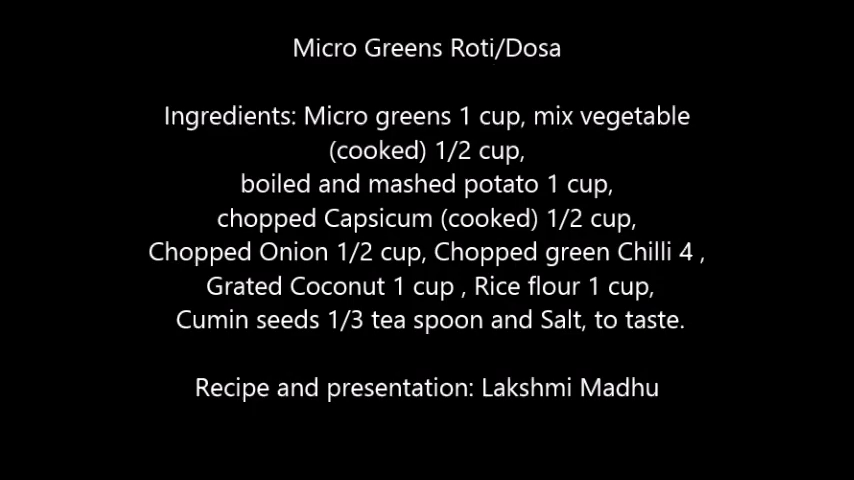 Micro Greens Roti/Dosa
Ingredients: Micro greens 1 cup, mix vegetable
(cooked) 1/2 cup,
boiled and mashed potato 1 cup,
chopped Capsicum (cooked) 1/2 cup,
Chopped Onion 1/2 cup, Chopped green Chilli 4 ,
Grated Coconut 1 cup , Rice flour 1 cup,
Cumin seeds 1/3 tea spoon and Salt, to taste.
Recipe and presentation: Lakshmi Madhu